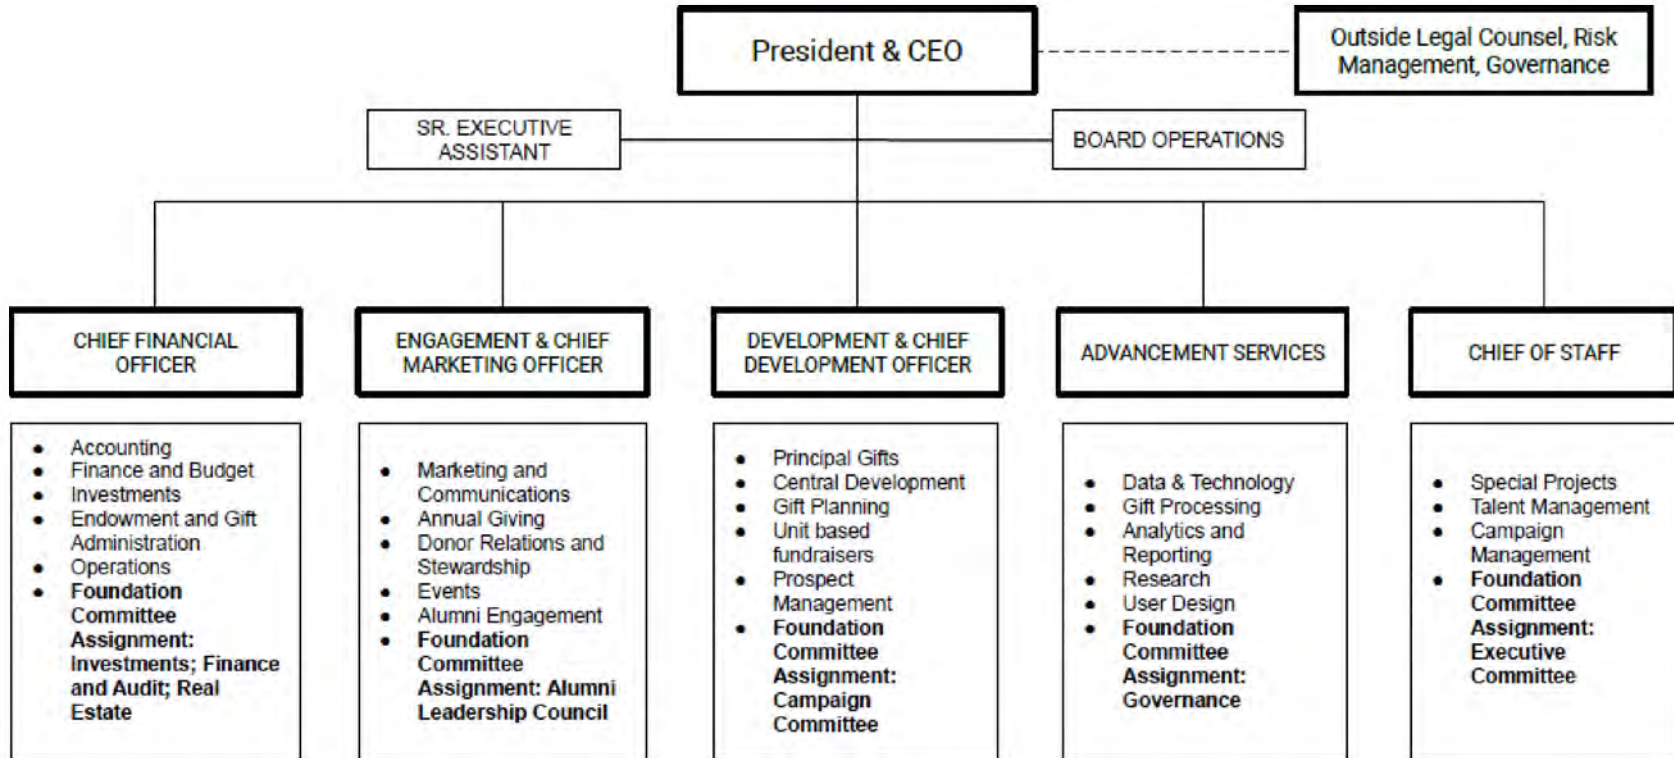 President & CEO
Outside Legal Counsel, Risk
Management, Governance
SR. EXECUTIVE
ASSISTANT
BOARD OPERATIONS
CHIEF FINANCIAL
OFFICER
ENGAGEMENT & CHIEF
MARKETING OFFICER
DEVELOPMENT & CHIEF
DEVELOPMENT OFFICER
ADVANCEMENT SERVICES
CHIEF OF STAFF
● Accounting
● Finance and Budget
● Investments
● Endowment and Gift
Administration
● Operations
● Foundation
Committee
Assignment:
Investments; Finance
and Audit; Real
Estate
● Marketing and
Communications
● Annual Giving
● Donor Relations and
Stewardship
● Events
● Alumni Engagement
● Foundation
Committee
Assignment: Alumni
Leadership Council
● Principal Gifts
● Central Development
● Gift Planning
● Unit based
fundraisers
● Prospect
Management
● Foundation
Committee
Assignment:
Campaign
Committee
● Data & Technology
● Gift Processing
● Analytics and
Reporting
● Research
● User Design
● Foundation
Committee
Assignment:
Governance
● Special Projects
● Talent Management
● Campaign
Management
● Foundation
Committee
Assignment:
Executive
Committee